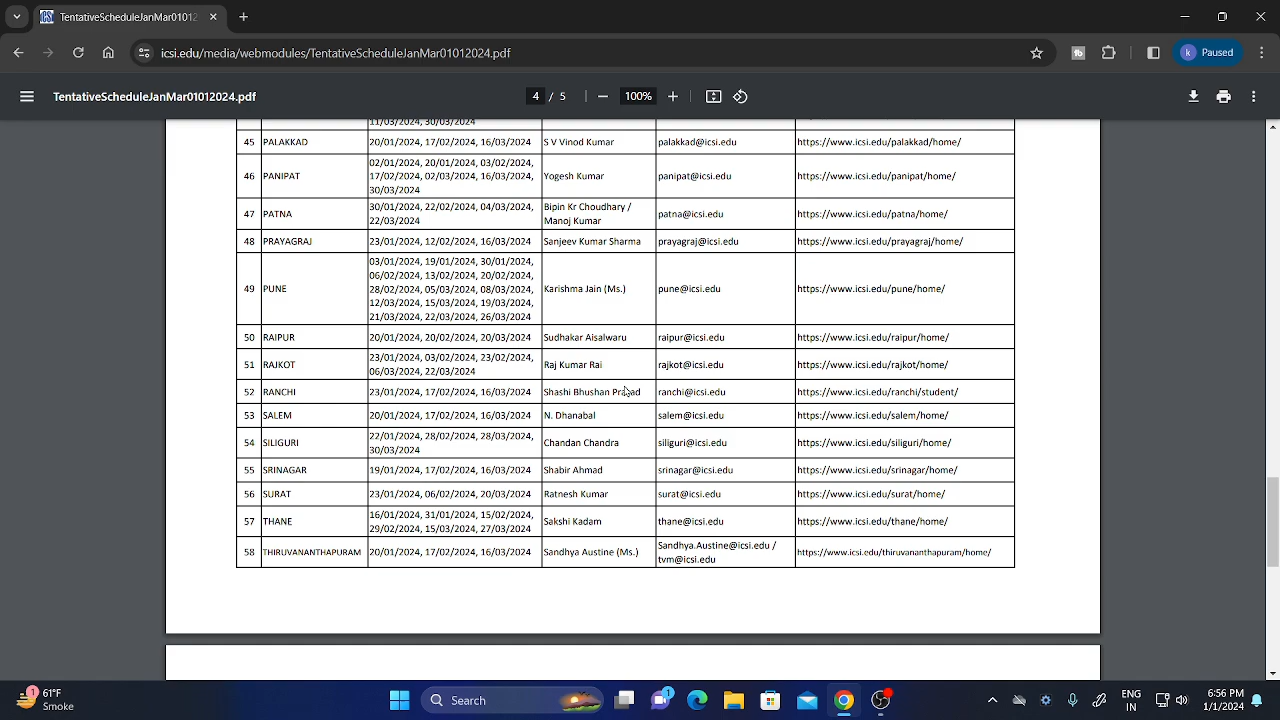 TentativeScheduleJanMar01012
icsi.edu/media/webmodules/TentativeScheduleJanMar01012024.pdf
k Paused
TentativeScheduleJanMar01012024.pdf
4 / 5
100%
11/03/2024, 30/03/2024
45 PALAKKAD 20/01/2024, 17/02/2024, 16/03/2024 S V Vinod Kumar palakkad@icsi.edu https://www.icsi.edu/palakkad/home/
46 PANIPAT 02/01/2024, 20/01/2024, 03/02/2024,
17/02/2024, 02/03/2024, 16/03/2024,
30/03/2024 Yogesh Kumar panipat@icsi.edu https://www.icsi.edu/panipat/home/
47 PATNA 30/01/2024, 22/02/2024, 04/03/2024,
22/03/2024 Bipin Kr Choudhary /
Manoj Kumar patna@icsi.edu https://www.icsi.edu/patna/home/
48 PRAYAGRAJ 23/01/2024, 12/02/2024, 16/03/2024 Sanjeev Kumar Sharma prayagraj@icsi.edu https://www.icsi.edu/prayagraj/home/
49 PUNE 03/01/2024, 19/01/2024, 30/01/2024,
06/02/2024, 13/02/2024, 20/02/2024,
28/02/2024, 05/03/2024, 08/03/2024,
12/03/2024, 15/03/2024, 19/03/2024,
21/03/2024, 22/03/2024, 26/03/2024 Karishma Jain (Ms.) pune@icsi.edu https://www.icsi.edu/pune/home/
50 RAIPUR 20/01/2024, 20/02/2024, 20/03/2024 Sudhakar Aisalwaru raipur@icsi.edu https://www.icsi.edu/raipur/home/
51 RAJKOT 23/01/2024, 03/02/2024, 23/02/2024,
06/03/2024, 22/03/2024 Raj Kumar Rai rajkot@icsi.edu https://www.icsi.edu/rajkot/home/
52 RANCHI 23/01/2024, 17/02/2024, 16/03/2024 Shashi Bhushan Prasad ranchi@icsi.edu https://www.icsi.edu/ranchi/student/
53 SALEM 20/01/2024, 17/02/2024, 16/03/2024 N. Dhanabal salem@icsi.edu https://www.icsi.edu/salem/home/
54 SILIGURI 22/01/2024, 28/02/2024, 28/03/2024,
30/03/2024 Chandan Chandra siliguri@icsi.edu https://www.icsi.edu/siliguri/home/
55 SRINAGAR 19/01/2024, 17/02/2024, 16/03/2024 Shabir Ahmad srinagar@icsi.edu https://www.icsi.edu/srinagar/home/
56 SURAT 23/01/2024, 06/02/2024, 20/03/2024 Ratnesh Kumar surat@icsi.edu https://www.icsi.edu/surat/home/
57 THANE 16/01/2024, 31/01/2024, 15/02/2024,
29/02/2024, 15/03/2024, 27/03/2024 Sakshi Kadam thane@icsi.edu https://www.icsi.edu/thane/home/
58 THIRUVANANTHAPURAM 20/01/2024, 17/02/2024, 16/03/2024 Sandhya Austine (Ms.) Sandhya.Austine@icsi.edu /
tvm@icsi.edu https://www.icsi.edu/thiruvananthapuram/home/
1 61°F
Smoke
Search
1
ENG
IN
6:56 PM
1/1/2024